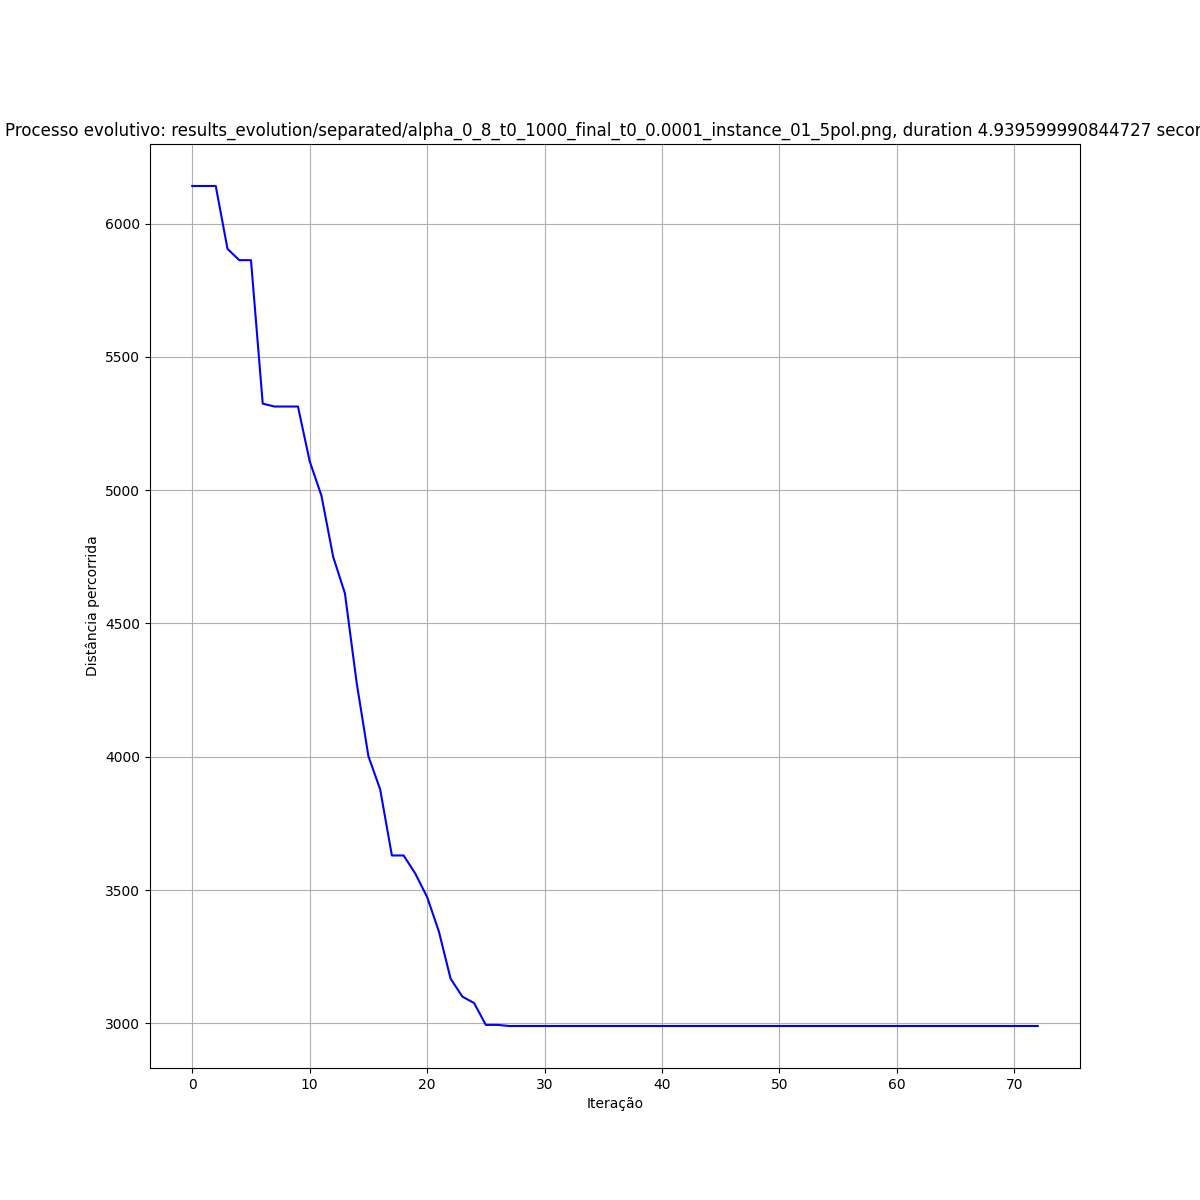 Processo evolutivo: results_evolution/separated/alpha_0_8_t0_1000_final_t0_0.0001_instance_01_5pol.png, duration 4.939599990844727
6000
5500
5000
4500
4000
3500
3000
Distância percorrida
0 10 20 30 40 50 60 70
Iteração